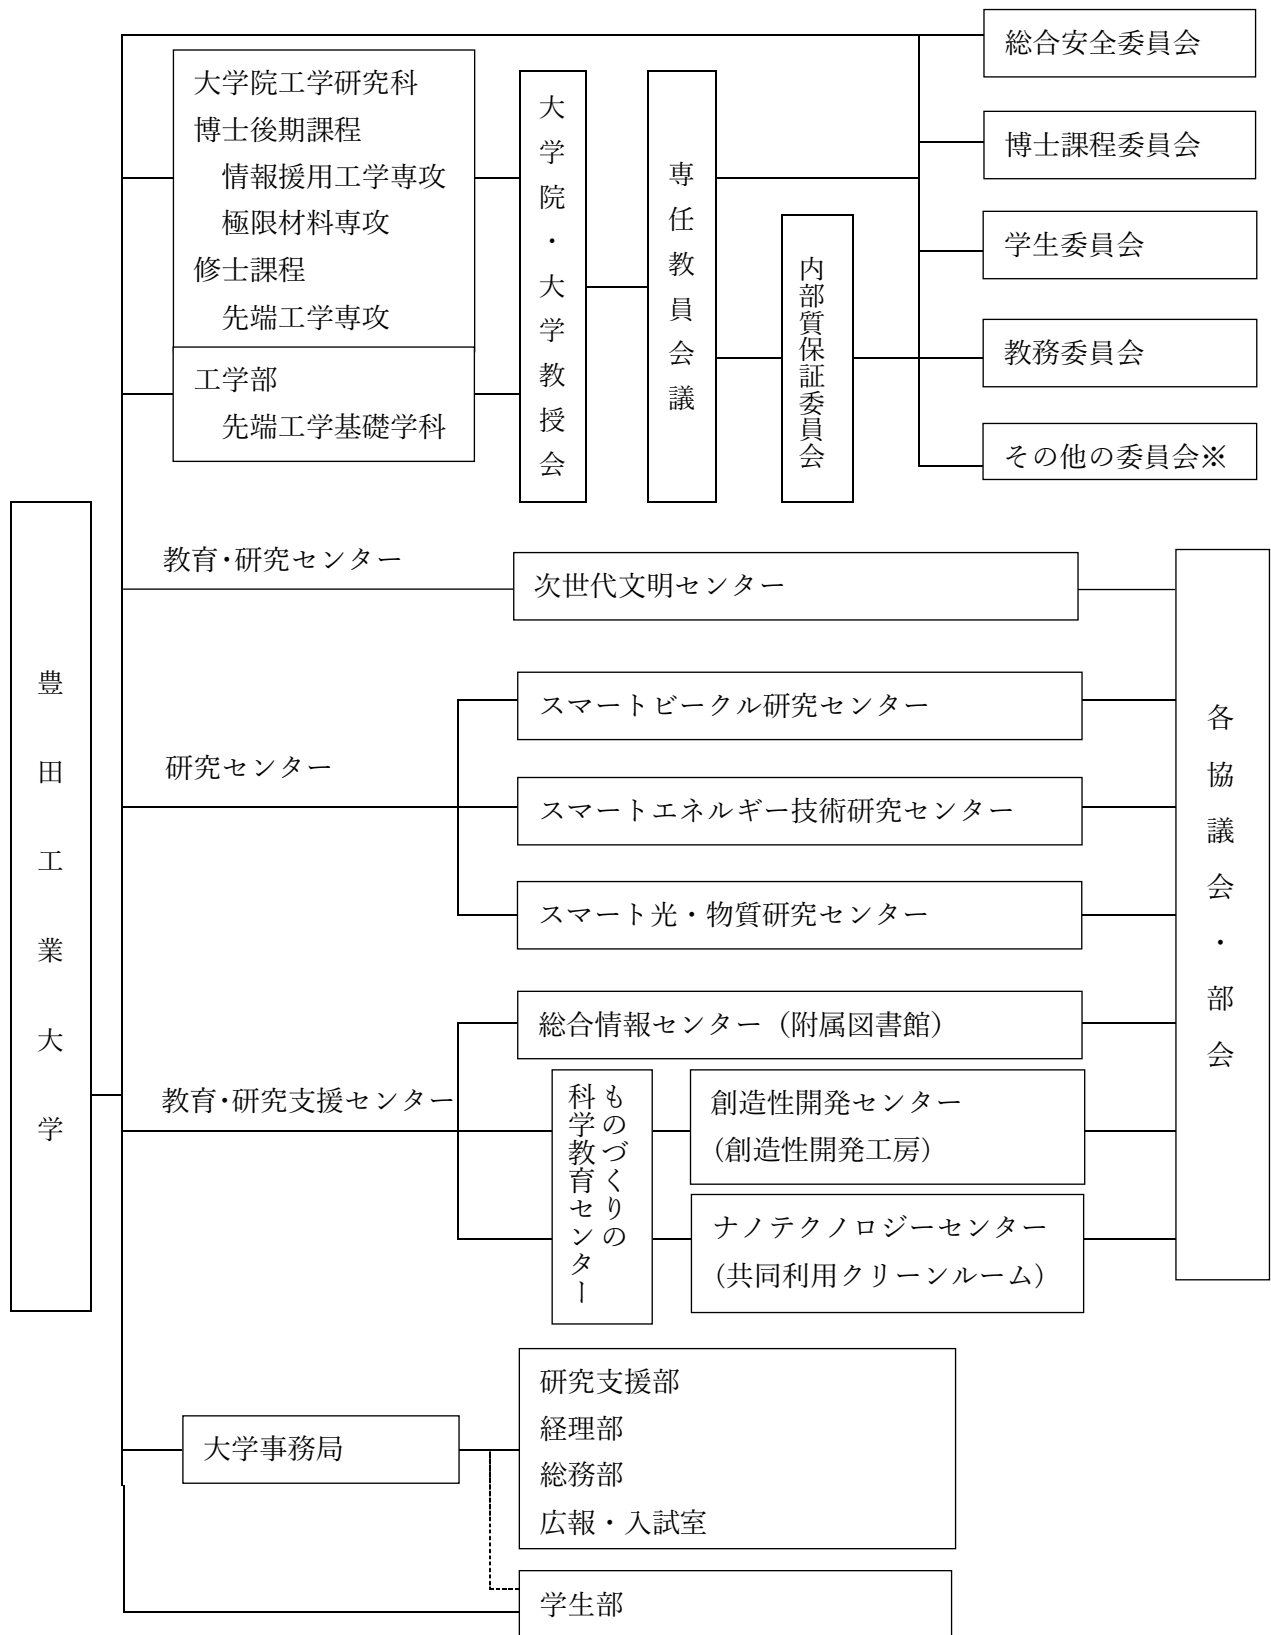 総合安全委員会
大学院工学研究科
博士後期課程
情報援用工学専攻
極限材料専攻
修士課程
先端工学専攻
工学部
先端工学基礎学科
大学院・大学教授会
専任教員会議
内部質保証委員会
博士課程委員会
学生委員会
教務委員会
その他の委員会※
豊田工業大学
教育・研究センター
次世代文明センター
研究センター
スマートビークル研究センター
スマートエネルギー技術研究センター
スマート光・物質研究センター
各協議会・部会
教育・研究支援センター
総合情報センター（附属図書館）
ものづくりの
科学教育センター
創造性開発センター
（創造性開発工房）
ナノテクノロジーセンター
（共同利用クリーンルーム）
大学事務局
研究支援部
経理部
総務部
広報・入試室
学生部